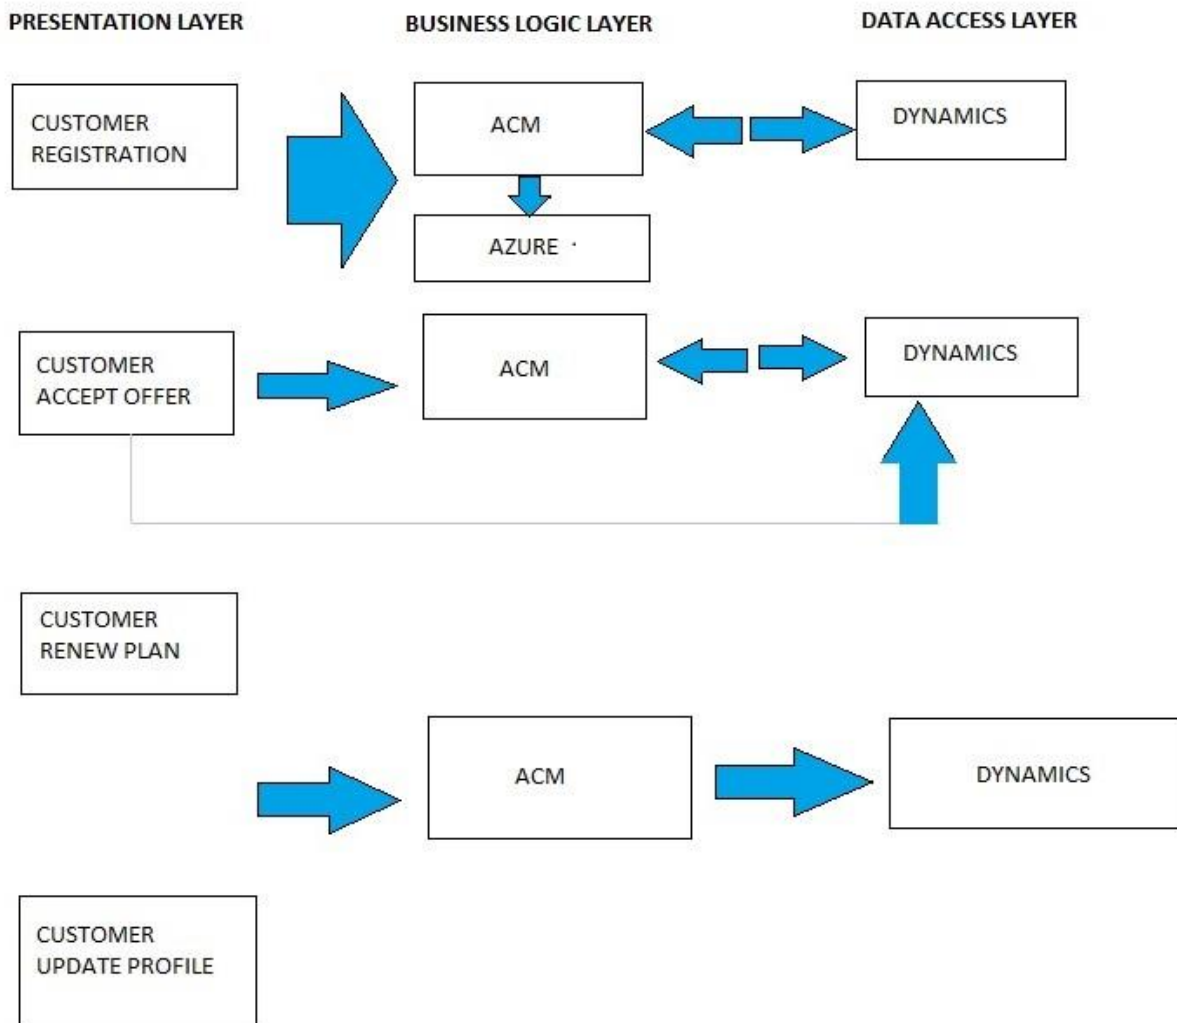 PRESENTATION LAYER
BUSINESS LOGIC LAYER
DATA ACCESS LAYER
CUSTOMER
REGISTRATION
ACM
DYNAMICS
AZURE
CUSTOMER
ACCEPT OFFER
ACM
DYNAMICS
CUSTOMER
RENEW PLAN
ACM
DYNAMICS
CUSTOMER
UPDATE PROFILE